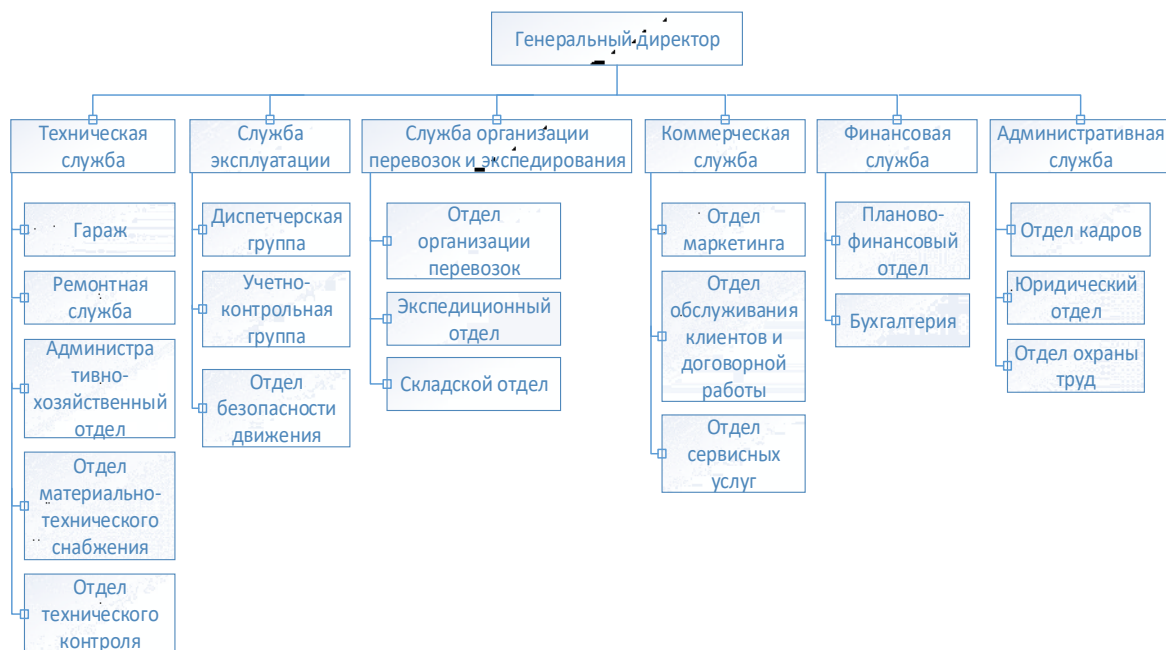 Генеральный директор
Техническая
служба
Служба
эксплуатации
Служба организации
перевозок и экспедирования
Коммерческая
служба
Финансовая
служба
Административная
служба
Гараж
Ремонтная
служба
Администра
тивно-
хозяйственный
отдел
Отдел
материально-
технического
снабжения
Отдел
технического
контроля
Диспетчерская
группа
Учетно-
контрольная
группа
Отдел
безопасности
движения
Отдел
организации
перевозок
Экспедиционный
отдел
Складской отдел
Отдел
маркетинга
Отдел
обслуживания
клиентов и
договорной
работы
Отдел
сервисных
услуг
Планово-
финансовый
отдел
Бухгалтерия
Отдел кадров
Юридический
отдел
Отдел охраны
труд